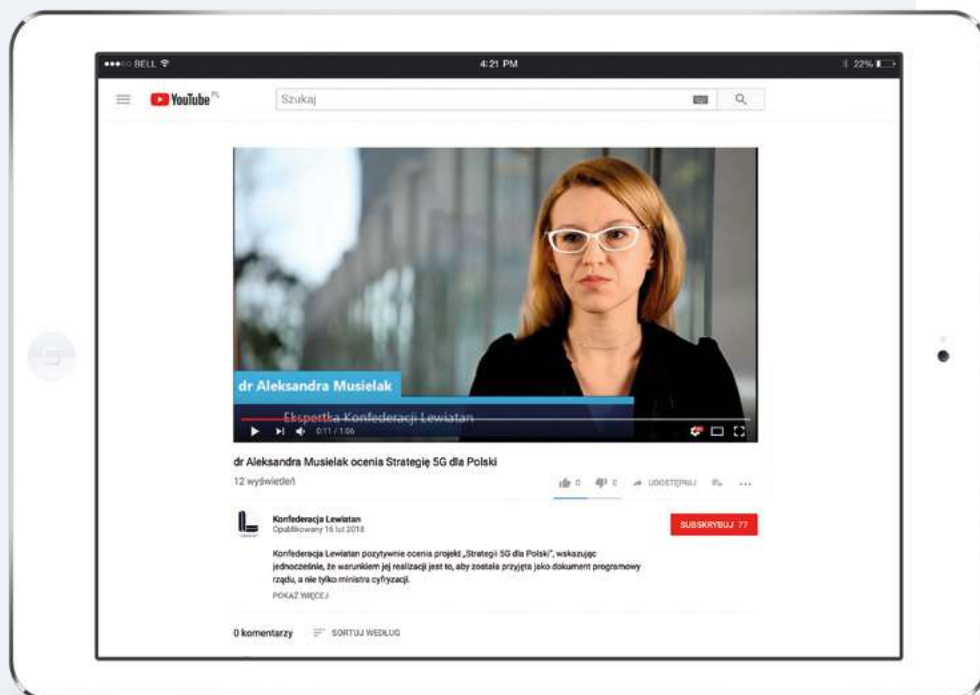 BELL
4:21 PM
22%
YouTube PL
Szukaj
dr Aleksandra Musielak
Ekspertka Konfederacji Lewiatan
0:11 / 1:06
dr Aleksandra Musielak ocenia Strategię 5G dla Polski
12 wyświetleń
0 0 UDOSTĘPNIJ
Konfederacja Lewiatan
Opublikowany 16 lut 2018
SUBSKRYBUJ 77
Konfederacja Lewiatan pozytywnie ocenia projekt „Strategii 5G dla Polski”, wskazując
jednocześnie, że warunkiem jej realizacji jest to, aby została przyjęta jako dokument programowy
rządu, a nie tylko ministra cyfryzacji.
POKAŻ WIĘCEJ
0 komentarzy SORTUJ WEDŁUG